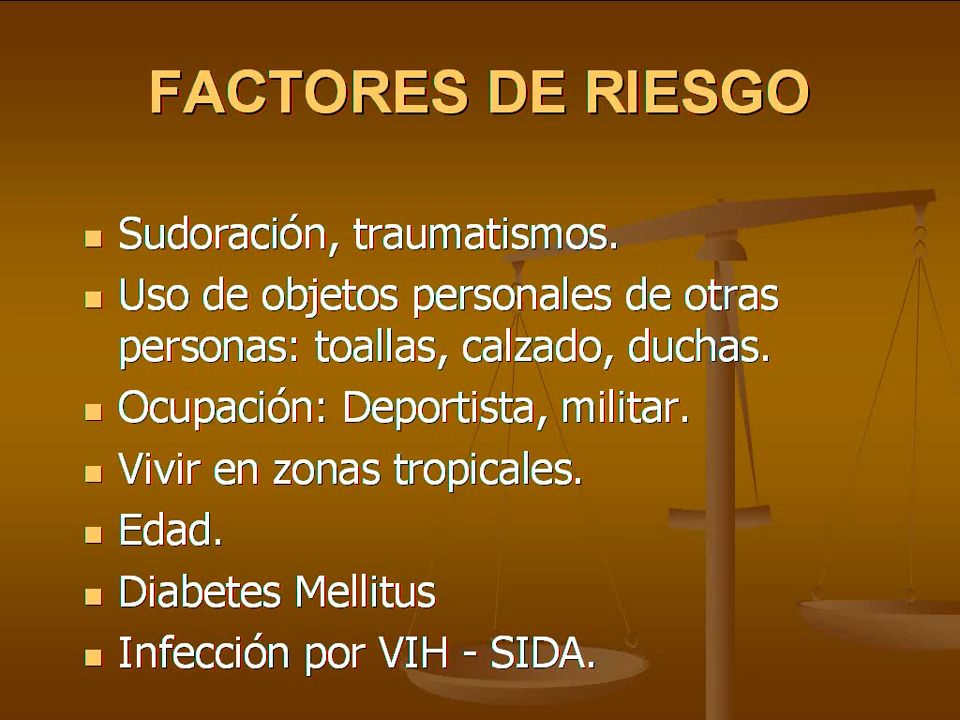 FACTORES DE RIESGO
Sudoración, traumatismos.
Uso de objetos personales de otras
personas: toallas, calzado, duchas.
Ocupación: Deportista, militar.
Vivir en zonas tropicales.
Edad.
Diabetes Mellitus
Infección por VIH - SIDA.